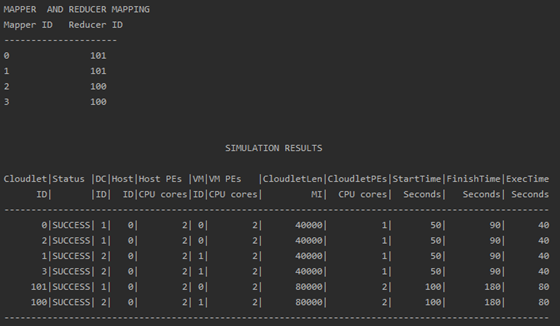 MAPPER  AND REDUCER MAPPING
Mapper ID   Reducer ID
---------------------
0              101
1              101
2              100
3              100
SIMULATION RESULTS
Cloudlet|Status |DC|Host|Host PEs |VM|VM PEs   |CloudletLen|CloudletPEs|StartTime|FinishTime|ExecTime
ID|       |ID|  ID|CPU cores|ID|CPU cores|         MI|  CPU cores|  Seconds|   Seconds| Seconds
-----------------------------------------------------------------------------------------------------
0|SUCCESS| 1|   0|        2| 0|        2|      40000|          1|       50|        90|      40
2|SUCCESS| 1|   0|        2| 0|        2|      40000|          1|       50|        90|      40
1|SUCCESS| 2|   0|        2| 1|        2|      40000|          1|       50|        90|      40
3|SUCCESS| 2|   0|        2| 1|        2|      40000|          1|       50|        90|      40
101|SUCCESS| 1|   0|        2| 0|        2|      80000|          2|      100|       180|      80
100|SUCCESS| 2|   0|        2| 1|        2|      80000|          2|      100|       180|      80
-----------------------------------------------------------------------------------------------------